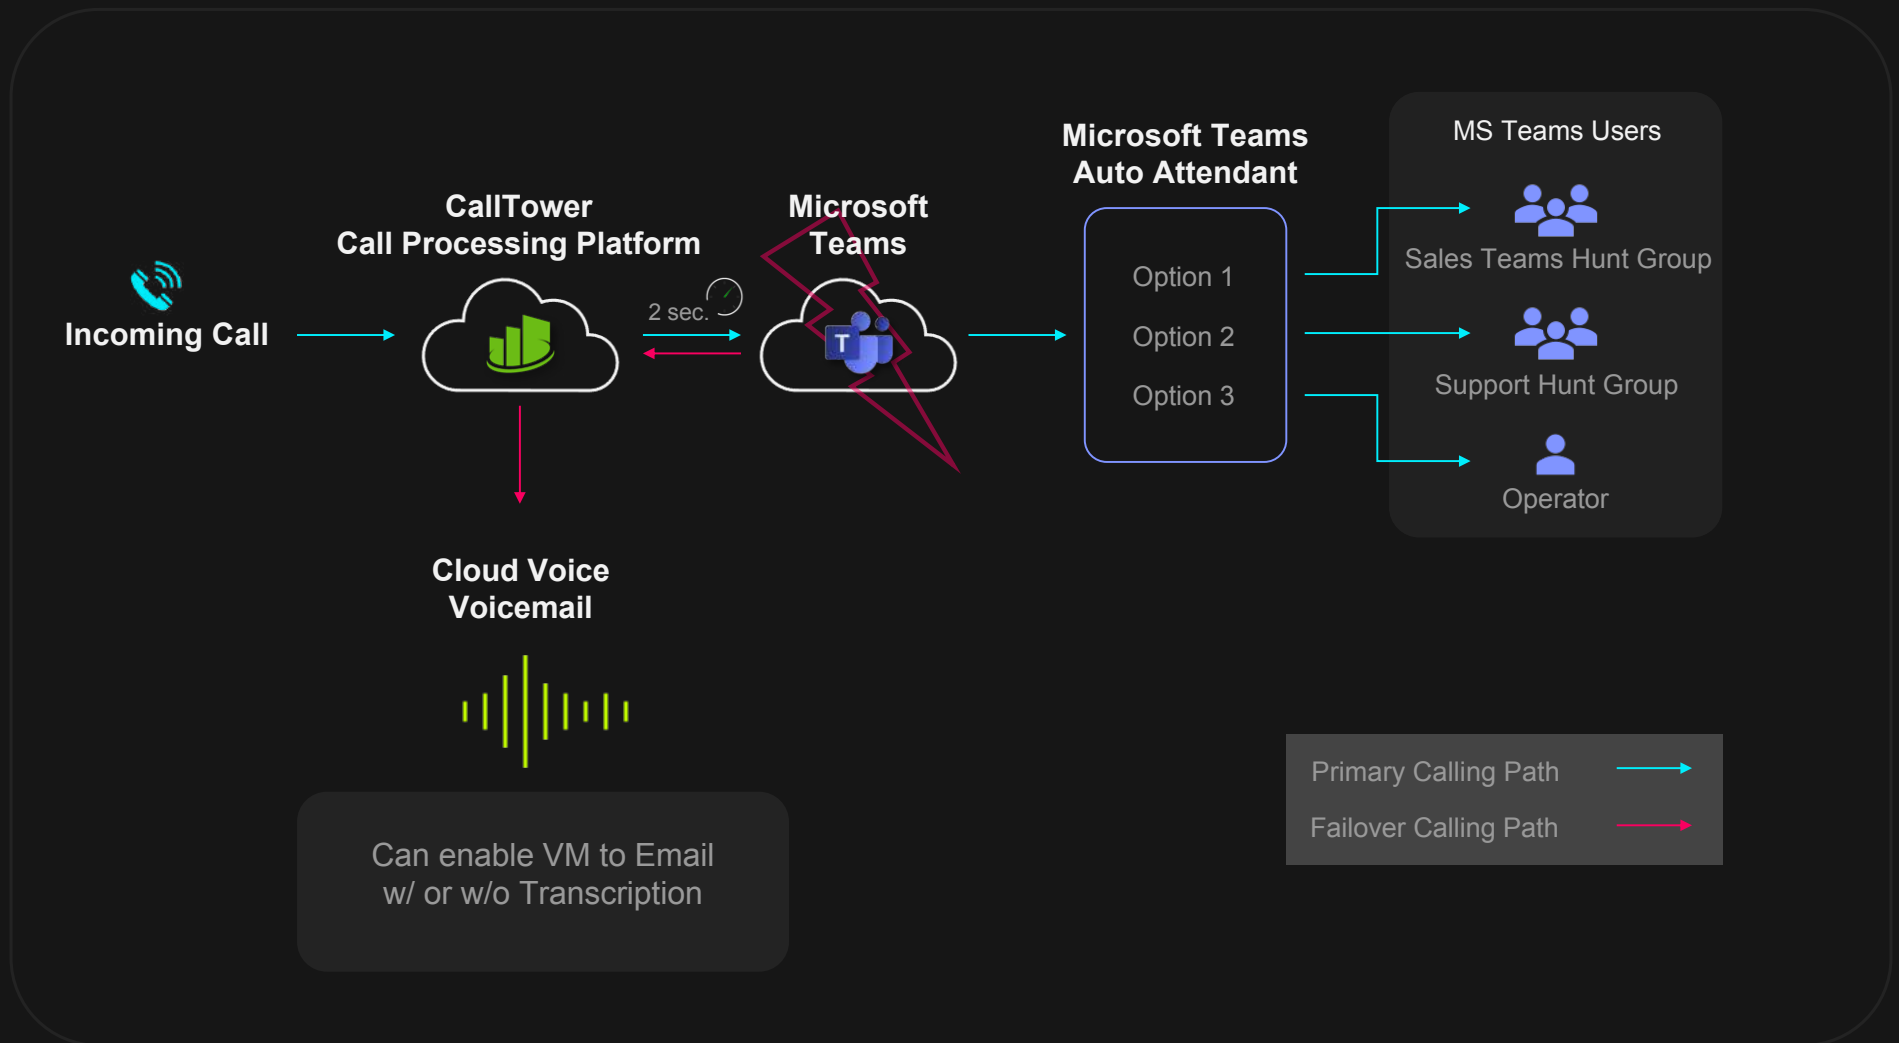 Incoming Call
CallTower
Call Processing Platform
2 sec.
Microsoft
Teams
T
Microsoft Teams
Auto Attendant
Option 1
Option 2
Option 3
MS Teams Users
Sales Teams Hunt Group
Support Hunt Group
Operator
Cloud Voice
Voicemail
Can enable VM to Email
w/ or w/o Transcription
Primary Calling Path
Failover Calling Path